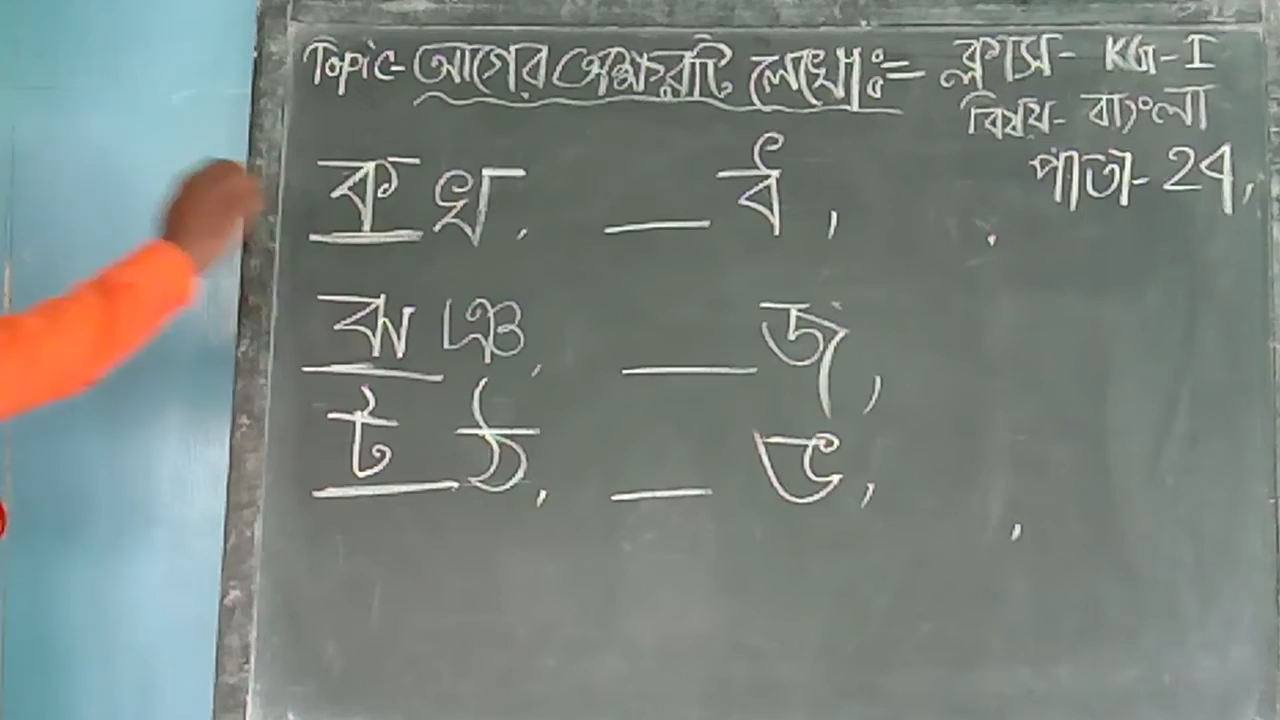 Topic- আগের অক্ষরটি লেখোঃ=
ক্লাস- KG-I
বিষয়- বাংলা
পাতা- 24,
ক খ, __ ধ,
ঝ ঞ, __ জ,
ট ঠ, __ ভ,